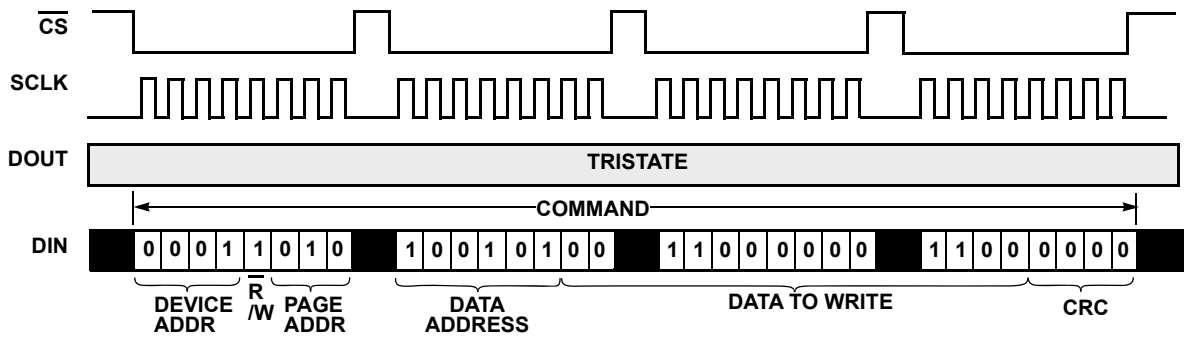 CS
SCLK
DOUT TRISTATE
COMMAND
DIN 0 0 0 1 1 0 1 0 1 0 0 1 0 1 0 0 1 1 0 0 0 0 0 0 1 1 0 0 0 0 0 0
DEVICE ADDR
R /W
PAGE ADDR
DATA ADDRESS
DATA TO WRITE
CRC